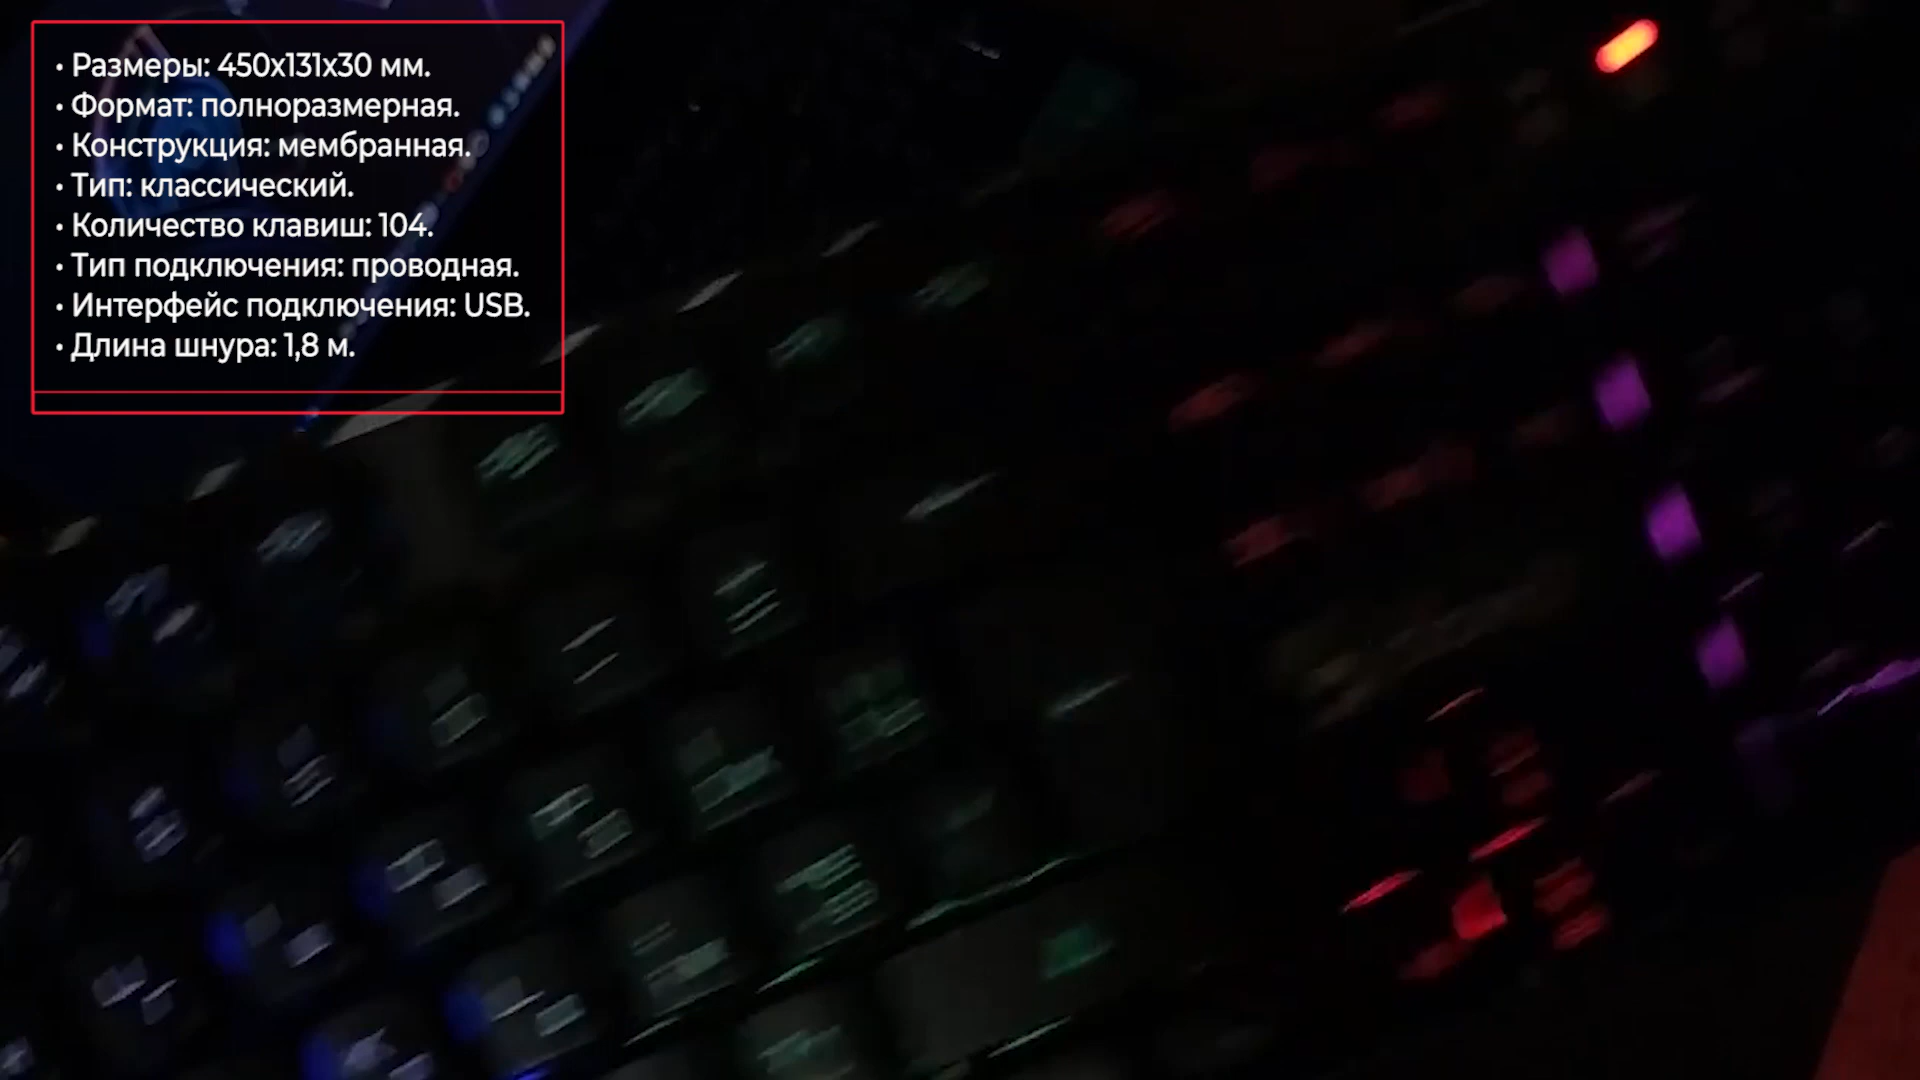 • Размеры: 450x131x30 мм.
• Формат: полноразмерная.
• Конструкция: мембранная.
• Тип: классический.
• Количество клавиш: 104.
• Тип подключения: проводная.
• Интерфейс подключения: USB.
• Длина шнура: 1,8 м.